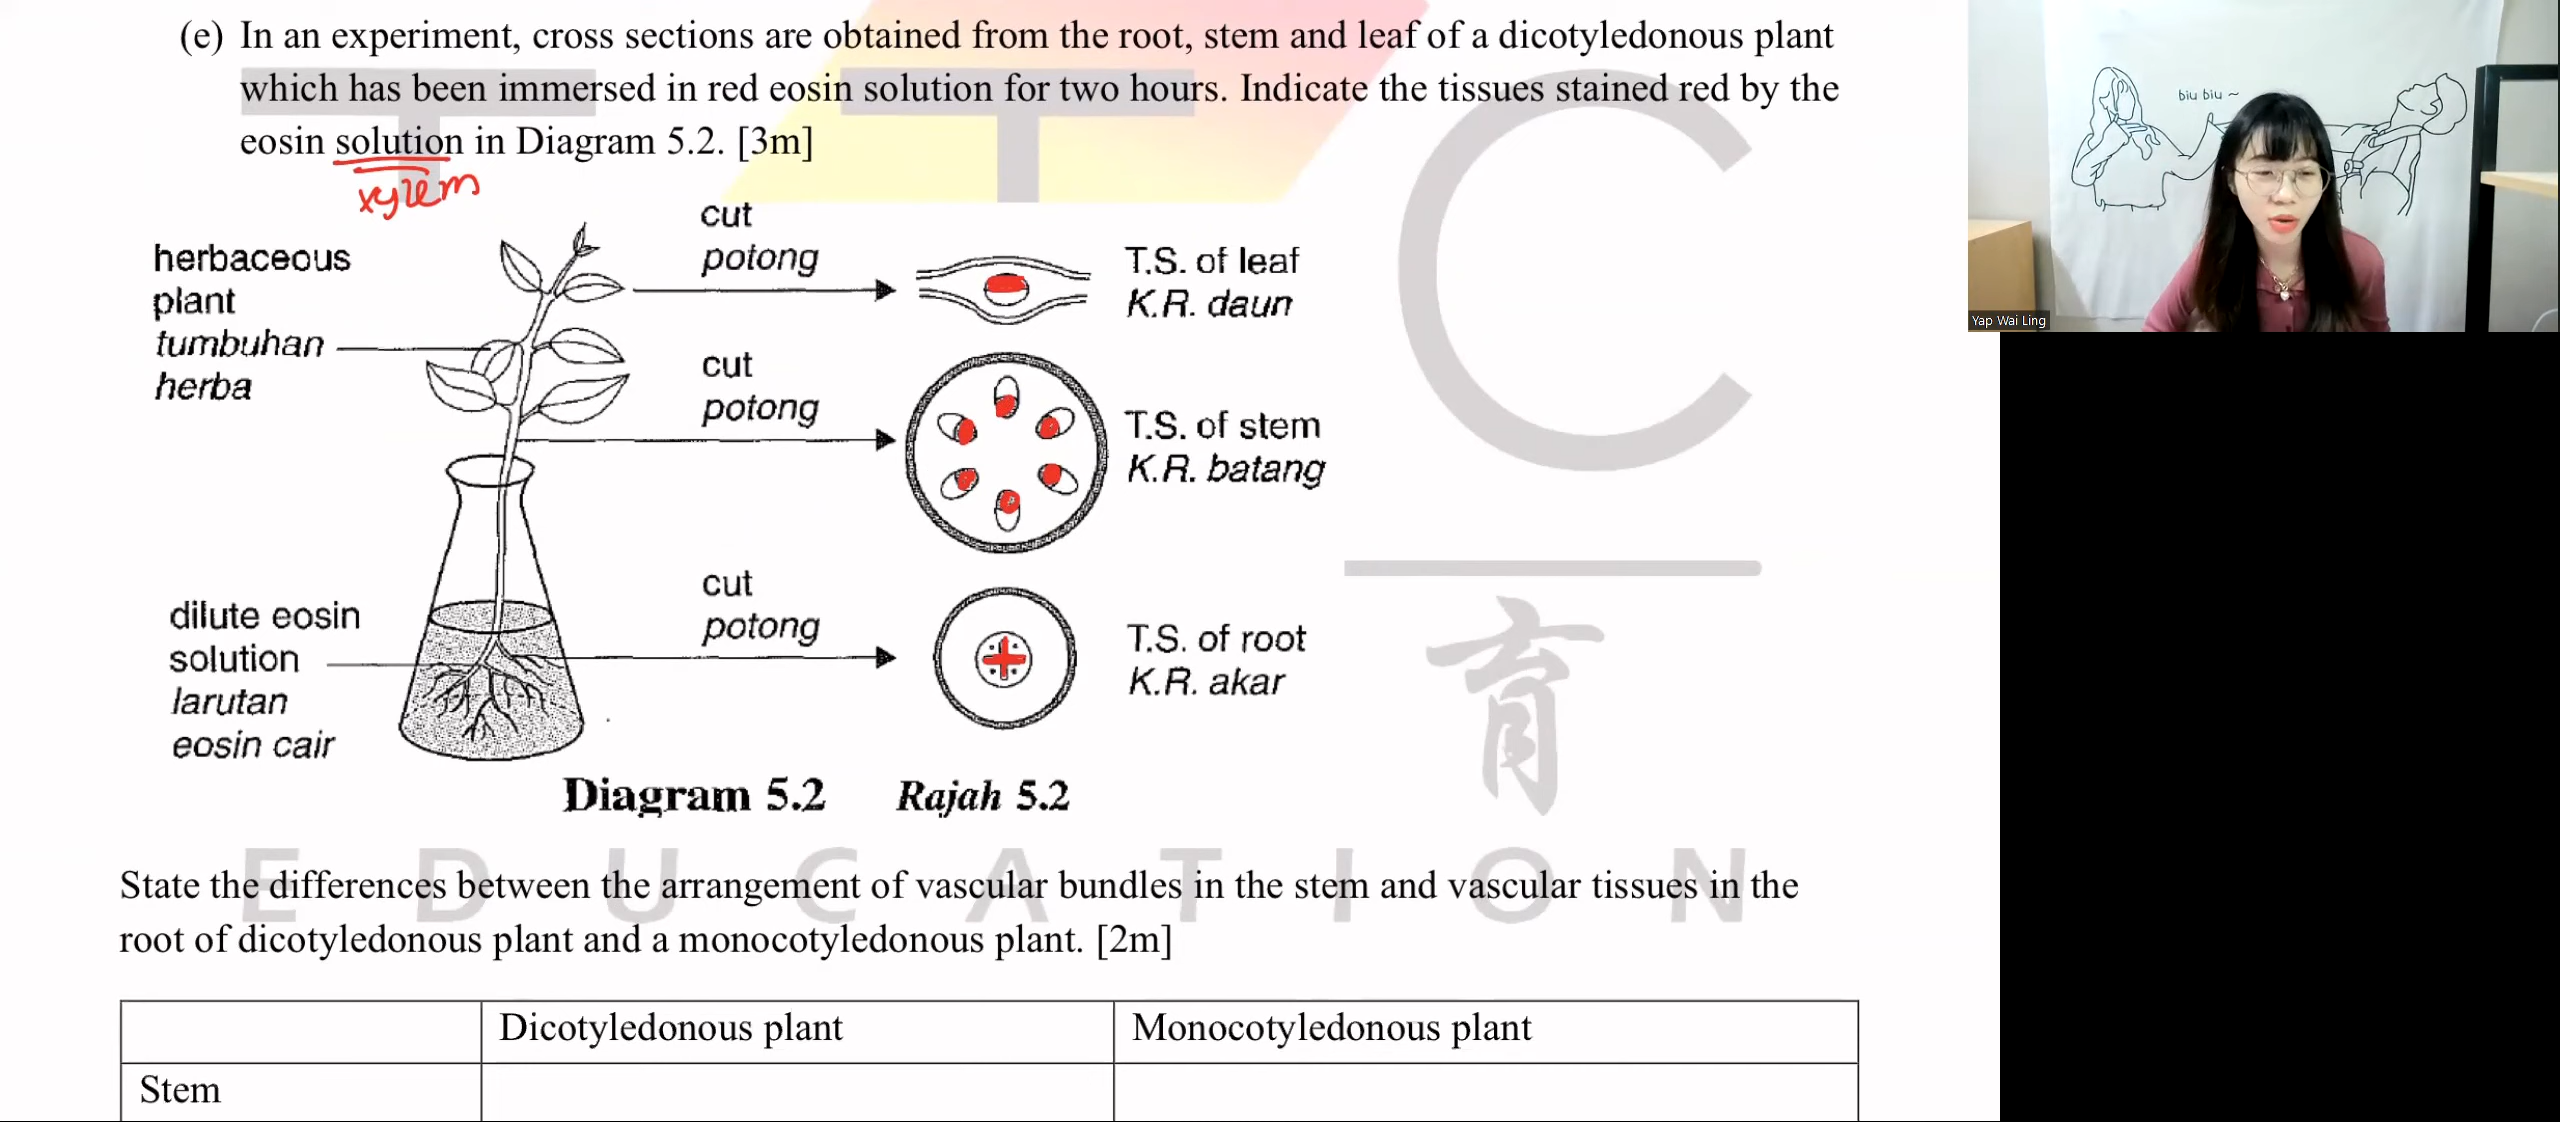 (e) In an experiment, cross sections are obtained from the root, stem and leaf of a dicotyledonous plant
which has been immersed in red eosin solution for two hours. Indicate the tissues stained red by the
eosin solution in Diagram 5.2. [3m]
xylem
biu biu ~
Yap Wai Ling
herbaceous
plant
tumbuhan
herba
cut
potong
T.S. of leaf
K.R. daun
cut
potong
T.S. of stem
K.R. batang
dilute eosin
solution
larutan
eosin cair
cut
potong
T.S. of root
K.R. akar
Diagram 5.2 Rajah 5.2
T T C
育
EDUCATION
State the differences between the arrangement of vascular bundles in the stem and vascular tissues in the
root of dicotyledonous plant and a monocotyledonous plant. [2m]
Dicotyledonous plant Monocotyledonous plant
Stem